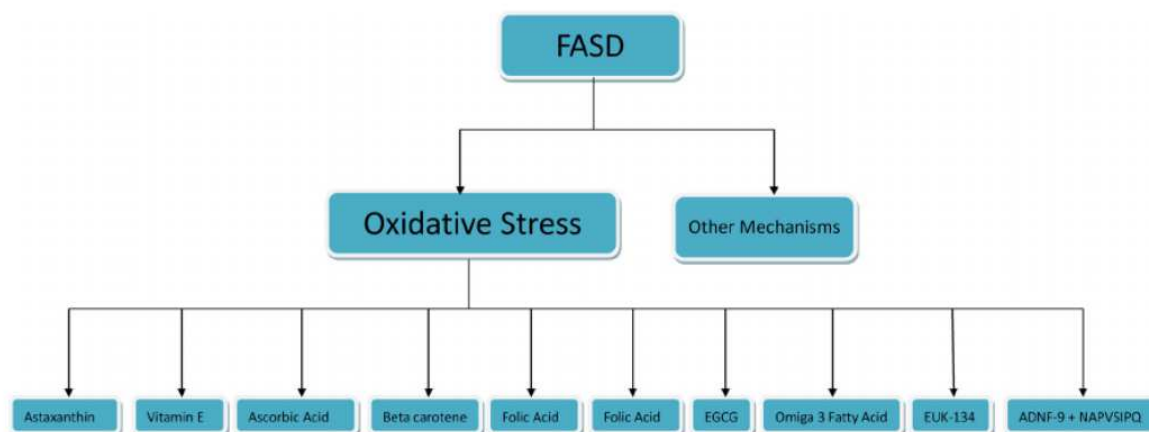 FASD
Oxidative Stress
Other Mechanisms
Astaxanthin
Vitamin E
Ascorbic Acid
Beta carotene
Folic Acid
Folic Acid
EGCG
Omiga 3 Fatty Acid
EUK-134
ADNF-9 + NAPVSIPQ